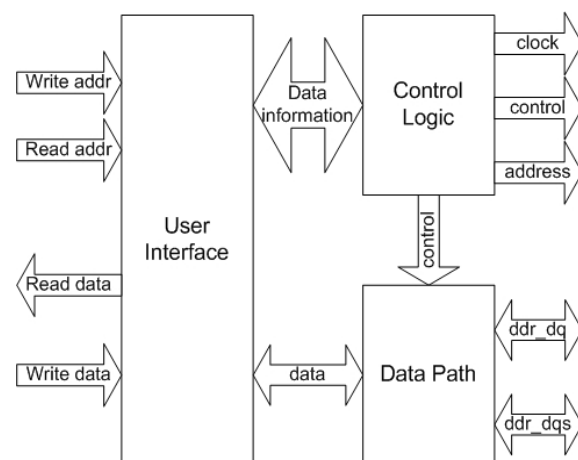 Write addr
Read addr
Read data
Write data
User
Interface
Data
information
Control
Logic
clock
control
address
control
data
Data Path
ddr_dq
ddr_dqs